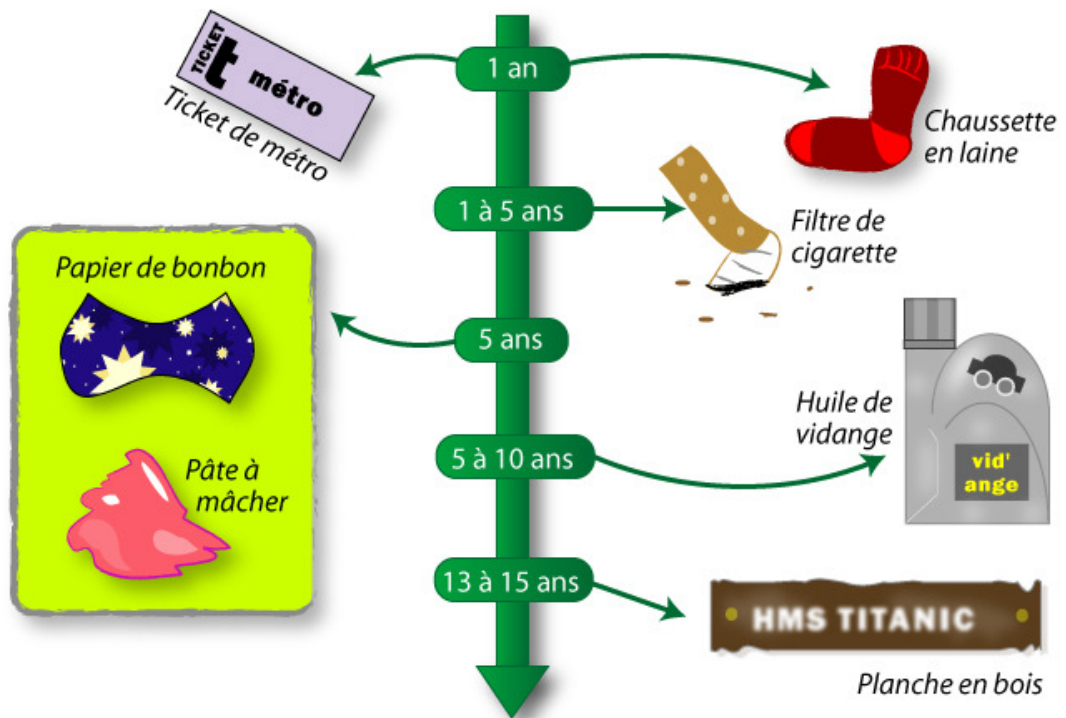 TICKET
t métro
Ticket de métro
1 an
Chaussette
en laine
1 à 5 ans
Filtre de
cigarette
Papier de bonbon
5 ans
Pâte à
mâcher
5 à 10 ans
Huile de
vidange
vid'
ange
13 à 15 ans
HMS TITANIC
Planche en bois